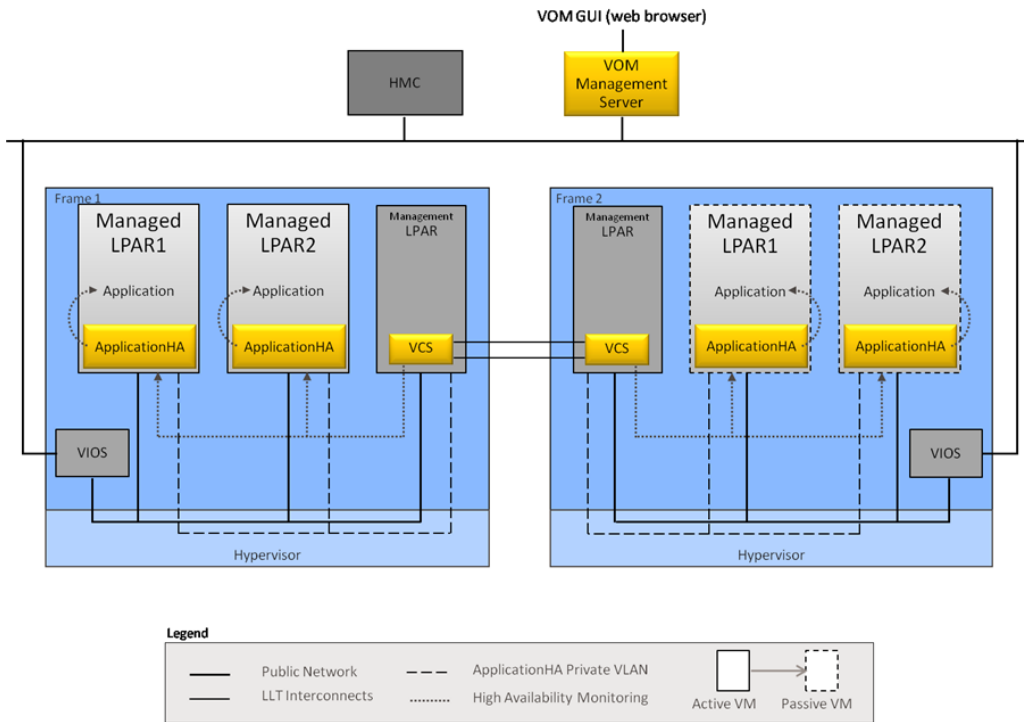 VOM GUI (web browser)
HMC
VOM
Management
Server
Frame 1
Managed
LPAR1
Application
ApplicationHA
Managed
LPAR2
Application
ApplicationHA
Management
LPAR
VCS
VIOS
Hypervisor
Frame 2
Management
LPAR
VCS
Managed
LPAR1
Application
ApplicationHA
Managed
LPAR2
Application
ApplicationHA
VIOS
Hypervisor
Legend
Public Network
LLT Interconnects
ApplicationHA Private VLAN
High Availability Monitoring
Active VM
Passive VM